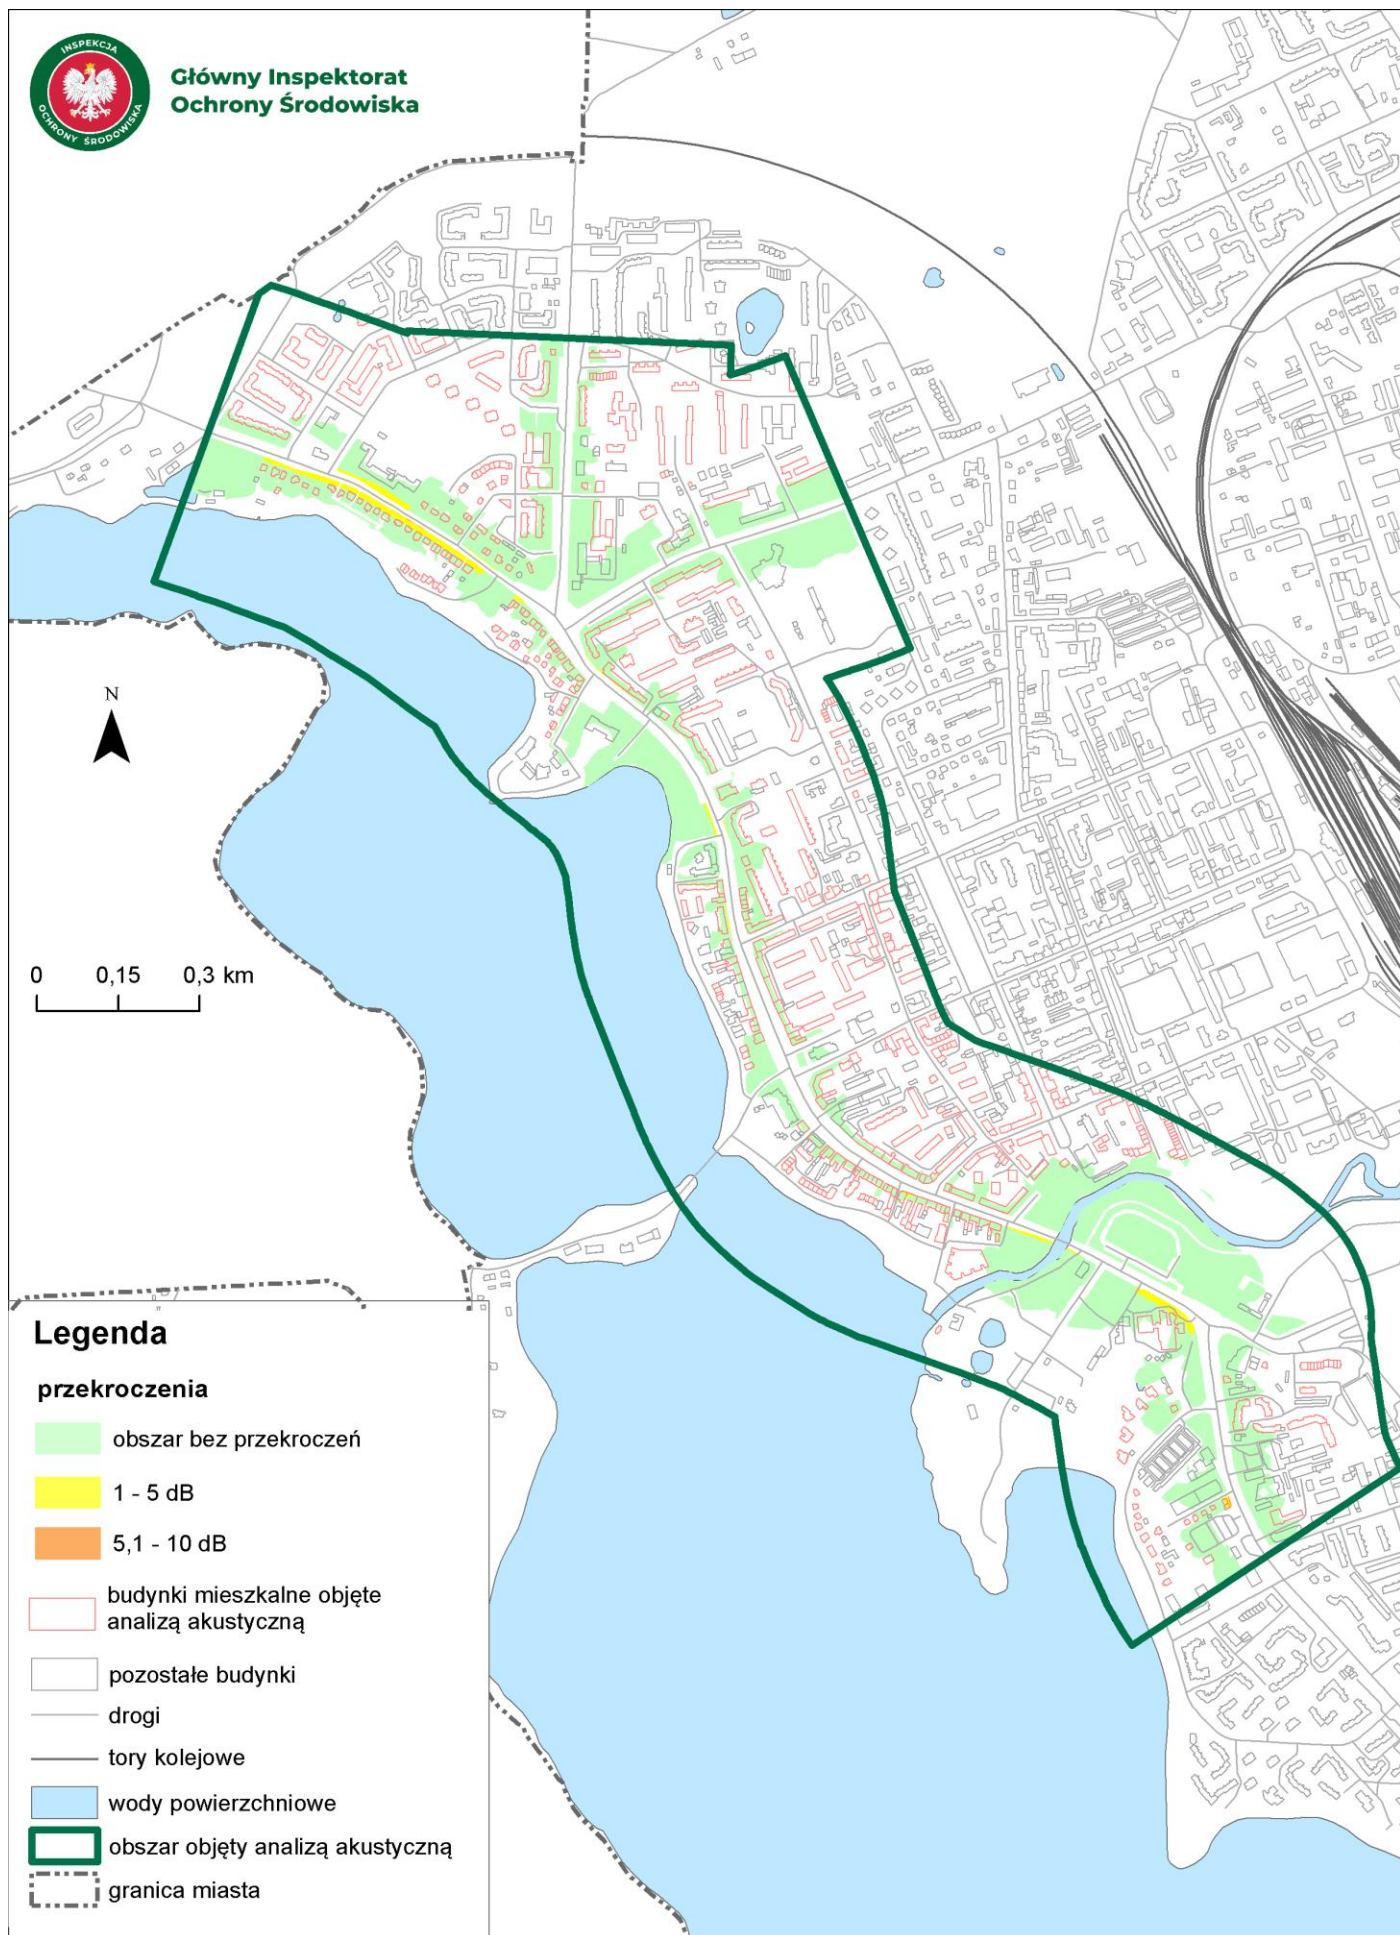 INSPEKCJA
OCHRONY ŚRODOWISKA
Główny Inspektorat
Ochrony Środowiska
N
0 0,15 0,3 km
Legenda
przekroczenia
obszar bez przekroczeń
1 - 5 dB
5,1 - 10 dB
budynki mieszkalne objęte
analizą akustyczną
pozostałe budynki
drogi
tory kolejowe
wody powierzchniowe
obszar objęty analizą akustyczną
granica miasta